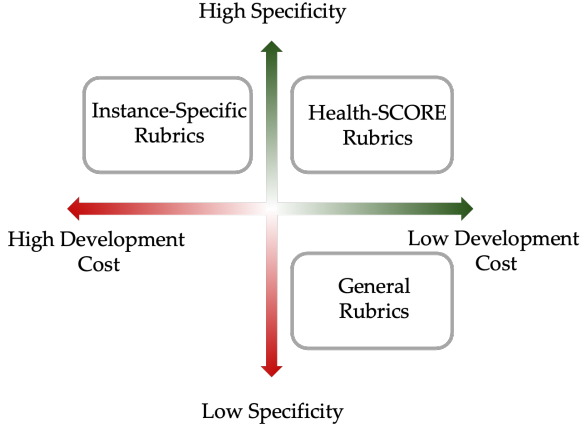 High Specificity
Instance-Specific
Rubrics
Health-SCORE
Rubrics
High Development
Cost
Low Development
Cost
General
Rubrics
Low Specificity